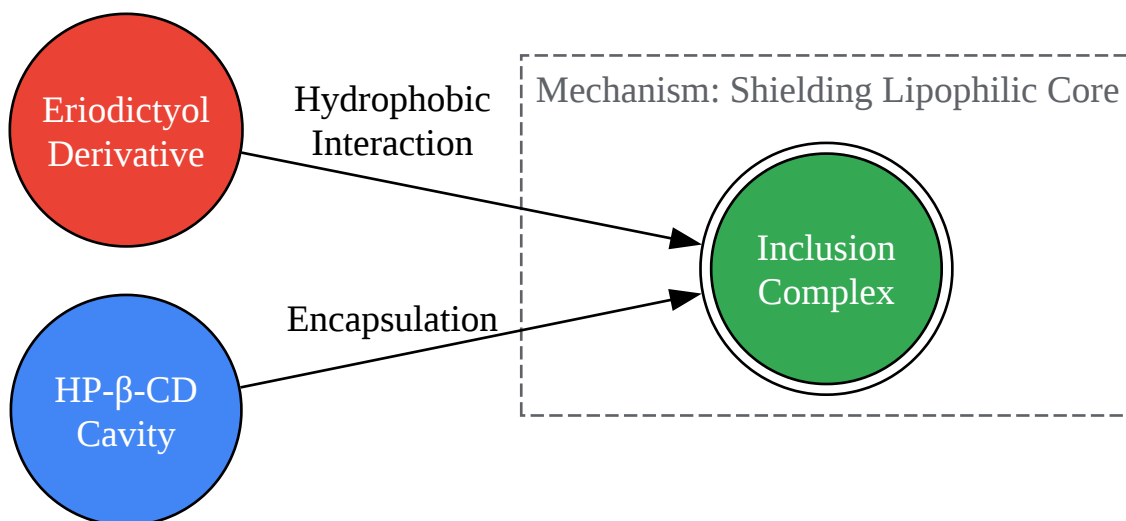 Eriodictyol
Derivative
Hydrophobic
Interaction
Mechanism: Shielding Lipophilic Core
Inclusion
Complex
Encapsulation
HP-β-CD
Cavity